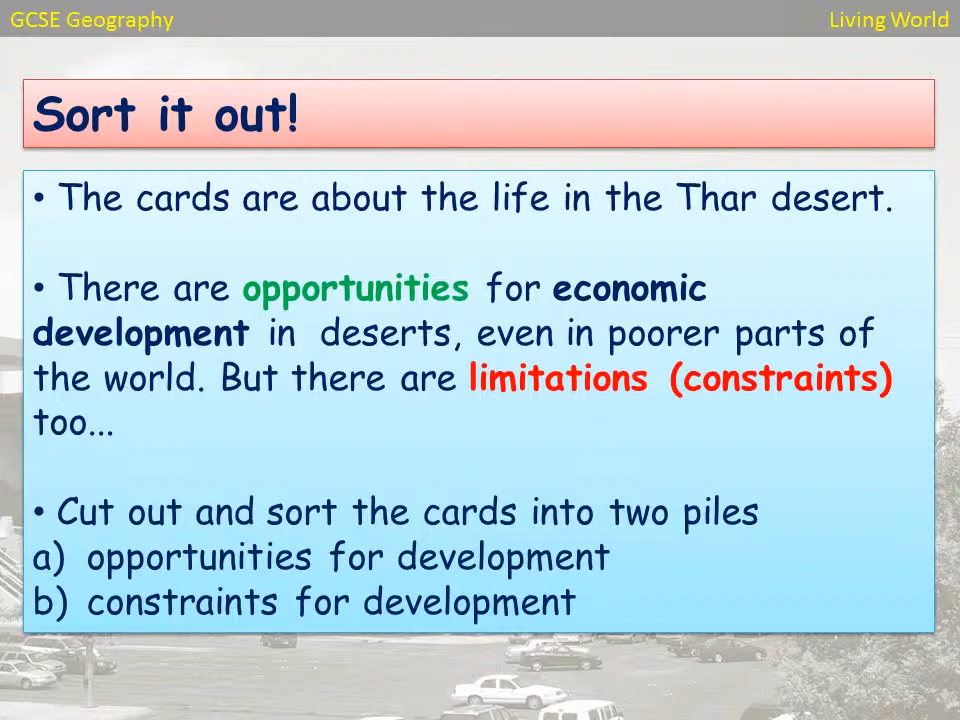 GCSE Geography
Living World
Sort it out!
• The cards are about the life in the Thar desert.
• There are opportunities for economic
development in deserts, even in poorer parts of
the world. But there are limitations (constraints)
too...
• Cut out and sort the cards into two piles
a) opportunities for development
b) constraints for development